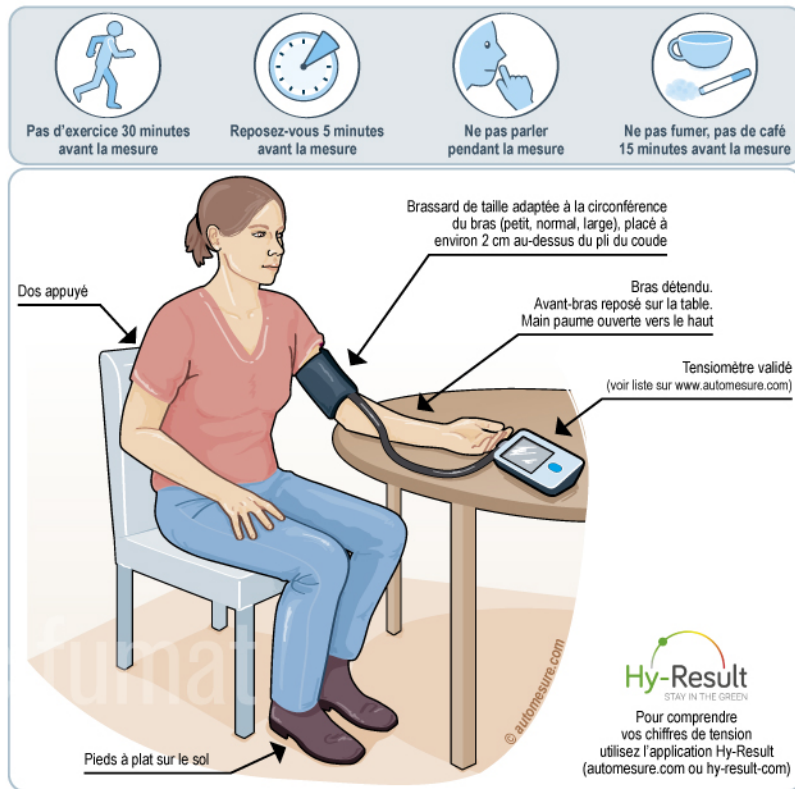 Pas d'exercice 30 minutes
avant la mesure
Reposez-vous 5 minutes
avant la mesure
Ne pas parler
pendant la mesure
Ne pas fumer, pas de café
15 minutes avant la mesure
Brassard de taille adaptée à la circonférence
du bras (petit, normal, large), placé à
environ 2 cm au-dessus du pli du coude
Dos appuyé
Bras détendu.
Avant-bras reposé sur la table.
Main paume ouverte vers le haut
Tensiomètre validé
(voir liste sur www.automesure.com)
fumat
© automesure.com
Hy-Result
STAY IN THE GREEN
Pour comprendre
vos chiffres de tension
utilisez l'application Hy-Result
(automesure.com ou hy-result-com)
Pieds à plat sur le sol